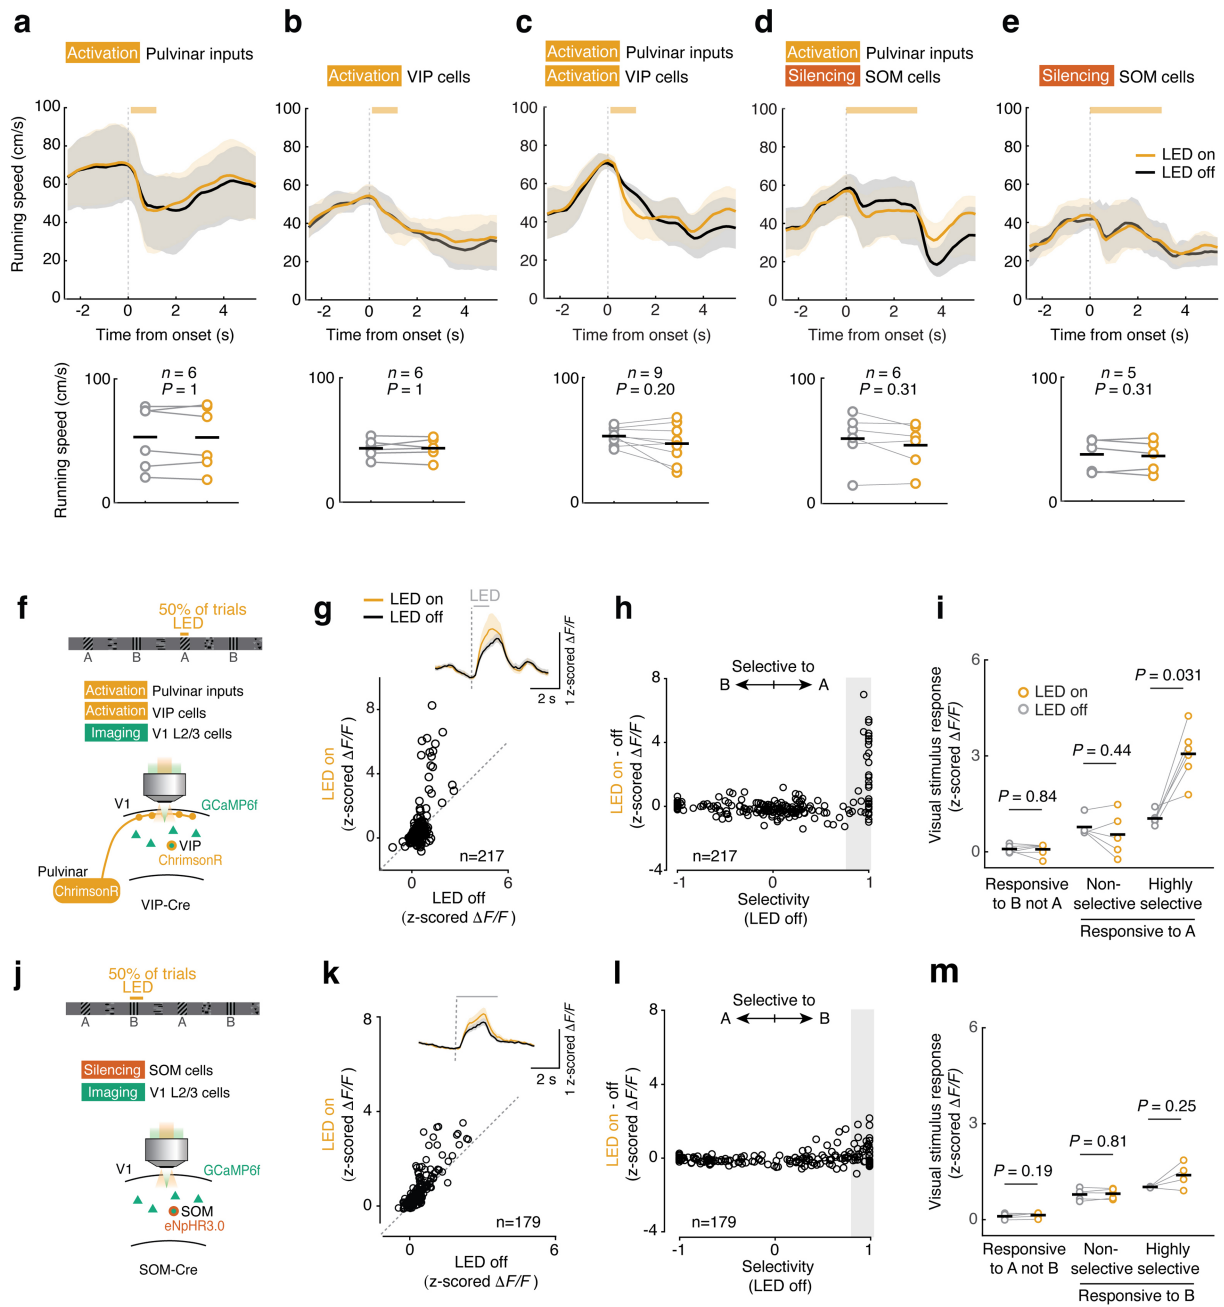 a
Activation Pulvinar inputs
b
Activation VIP cells
c
Activation Pulvinar inputs
Activation VIP cells
d
Activation Pulvinar inputs
Silencing SOM cells
e
Silencing SOM cells
Running speed (cm/s)
100
80
60
40
20
0
-2 0 2 4
Time from onset (s)
100
80
60
40
20
0
-2 0 2 4
Time from onset (s)
100
80
60
40
20
0
-2 0 2 4
Time from onset (s)
100
80
60
40
20
0
-2 0 2 4
Time from onset (s)
100
80
60
40
20
0
-2 0 2 4
Time from onset (s)
LED on
LED off
Running speed (cm/s)
100
0
n = 6
P = 1
100
0
n = 6
P = 1
100
0
n = 9
P = 0.20
100
0
n = 6
P = 0.31
100
0
n = 5
P = 0.31
f
50% of trials
LED
A B A B
Activation Pulvinar inputs
Activation VIP cells
Imaging V1 L2/3 cells
V1
GCaMP6f
VIP
ChrimsonR
Pulvinar
ChrimsonR
VIP-Cre
g
LED on
LED off
LED
1 z-scored ΔF/F
2 s
LED on
(z-scored ΔF/F )
8
4
0
n=217
0 6
LED off
(z-scored ΔF/F )
h
Selective to
B A
LED on - off
(z-scored ΔF/F )
8
4
0
-4
n=217
-1 0 1
Selectivity
(LED off)
i
Visual stimulus response
(z-scored ΔF/F)
6
3
0
LED on
LED off
P = 0.031
P = 0.44
P = 0.84
Responsive
to B not A
Non-
selective
Highly
selective
Responsive to A
j
50% of trials
LED
A B A B
Silencing SOM cells
Imaging V1 L2/3 cells
V1
GCaMP6f
SOM
eNpHR3.0
SOM-Cre
k
1 z-scored ΔF/F
2 s
LED on
(z-scored ΔF/F )
8
4
0
n=179
0 6
LED off
(z-scored ΔF/F )
l
Selective to
A B
LED on - off
(z-scored ΔF/F )
8
4
0
-4
n=179
-1 0 1
Selectivity
(LED off)
m
Visual stimulus response
(z-scored ΔF/F)
6
3
0
P = 0.25
P = 0.81
P = 0.19
Responsive
to A not B
Non-
selective
Highly
selective
Responsive to B